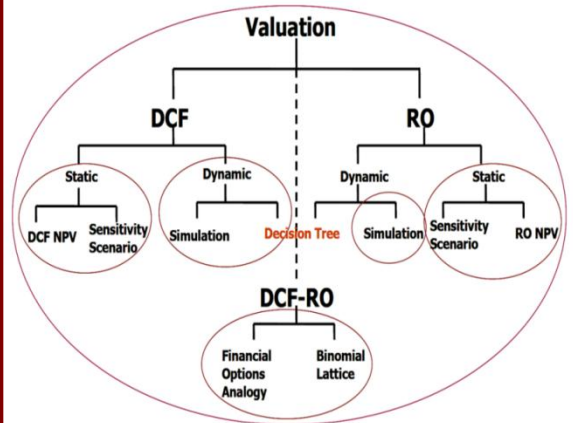 Valuation
DCF
RO
Static
Dynamic
Dynamic
Static
DCF NPV
Sensitivity
Scenario
Simulation
Decision Tree
Simulation
Sensitivity
Scenario
RO NPV
DCF-RO
Financial
Options
Analogy
Binomial
Lattice